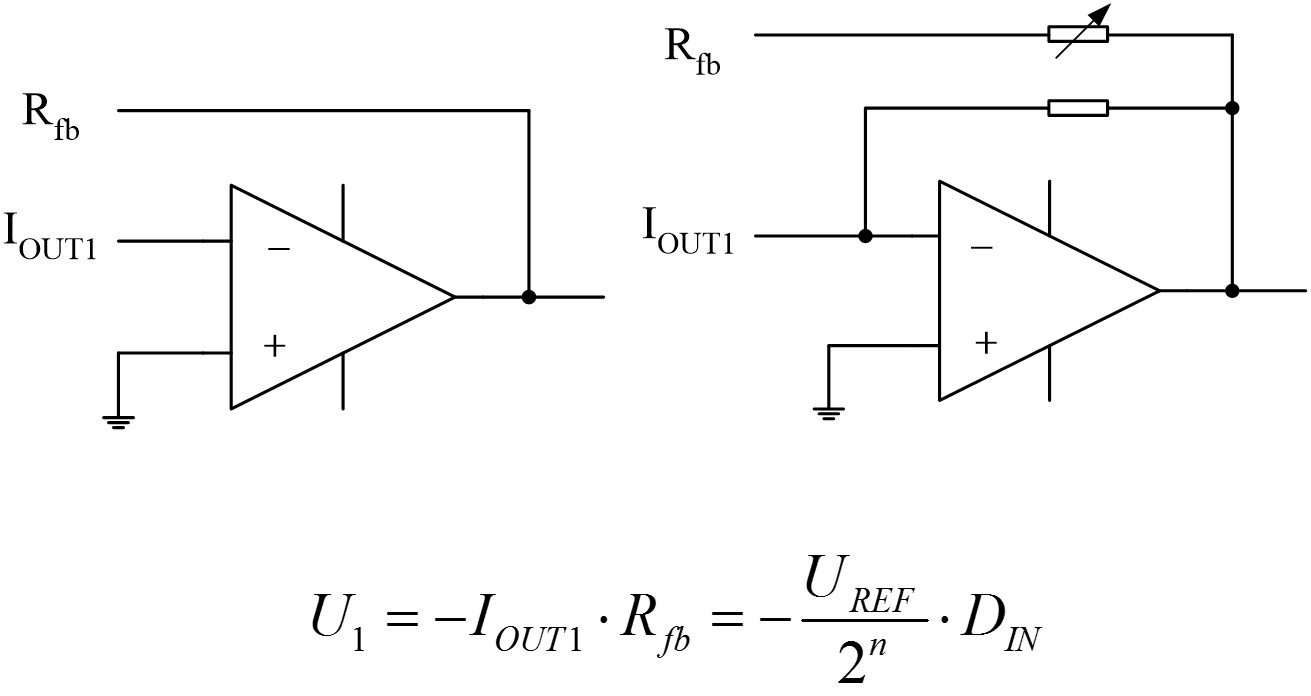 R_fb
I_OUT1
−
+
R_fb
I_OUT1
−
+
U_1 = −I_OUT1 · R_fb = − U_REF / 2^n · D_IN